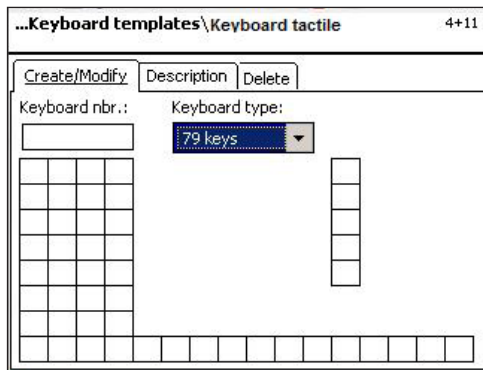 ...Keyboard templates\Keyboard tactile 4+11
Create/Modify Description Delete
Keyboard nbr.: Keyboard type:
79 keys